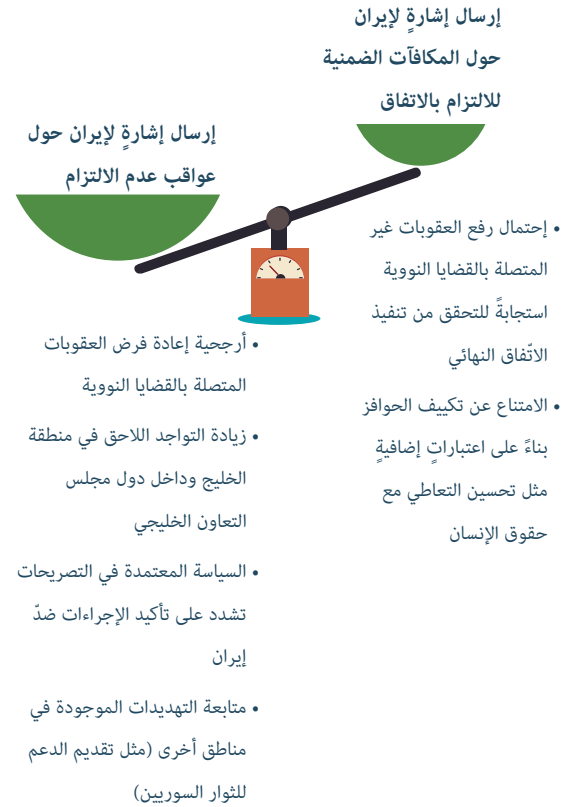 إرسال إشارةٍ لإيران
حول المكافآت الضمنية
للالتزام بالاتفاق
• إحتمال رفع العقوبات غير
المتصلة بالقضايا النووية
استجابةً للتحقق من تنفيذ
الاتّفاق النهائي
• الامتناع عن تكييف الحوافز
بناءً على اعتباراتٍ إضافيةٍ
مثل تحسين التعاطي مع
حقوق الإنسان
إرسال إشارةٍ لإيران حول
عواقب عدم الالتزام
• أرجحية إعادة فرض العقوبات
المتصلة بالقضايا النووية
• زيادة التواجد اللاحق في منطقة
الخليج وداخل دول مجلس
التعاون الخليجي
• السياسة المعتمدة في التصريحات
تشدد على تأكيد الإجراءات ضدّ
إيران
• متابعة التهديدات الموجودة في
مناطق أخرى (مثل تقديم الدعم
للثوار السوريين)